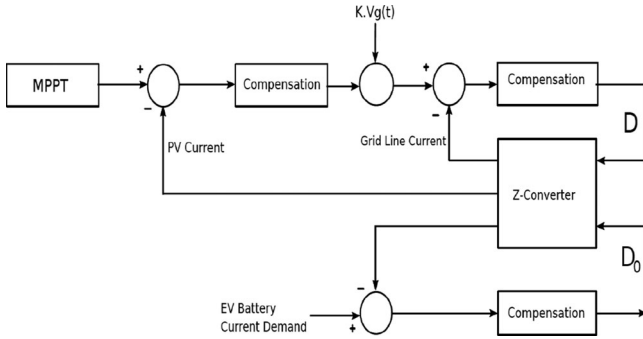 K.Vg(t)
MPPT
+
−
Compensation
+
−
Compensation
D
PV Current
Grid Line Current
Z-Converter
D0
−
+
EV Battery
Current Demand
Compensation